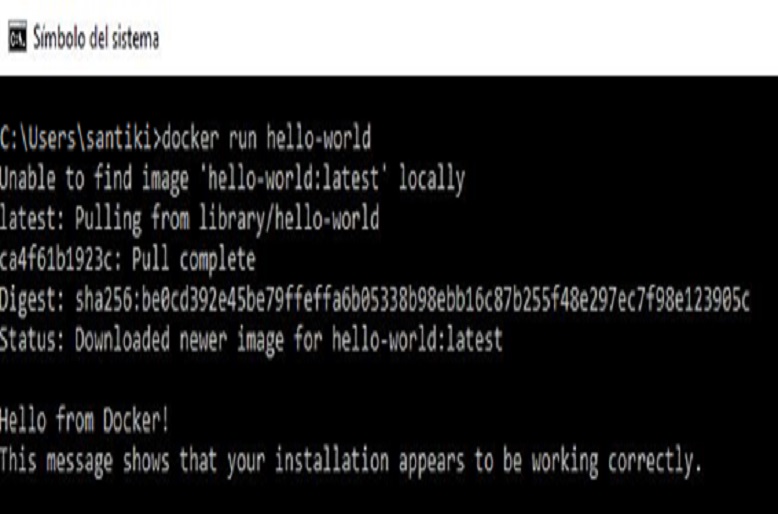 Símbolo del sistema
C:\Users\santiki>docker run hello-world
Unable to find image 'hello-world:latest' locally
latest: Pulling from library/hello-world
ca4f61b1923c: Pull complete
Digest: sha256:be0cd392e45be79ffeffa6b05338b98ebb16c87b255f48e297ec7f98e123905c
Status: Downloaded newer image for hello-world:latest
Hello from Docker!
This message shows that your installation appears to be working correctly.